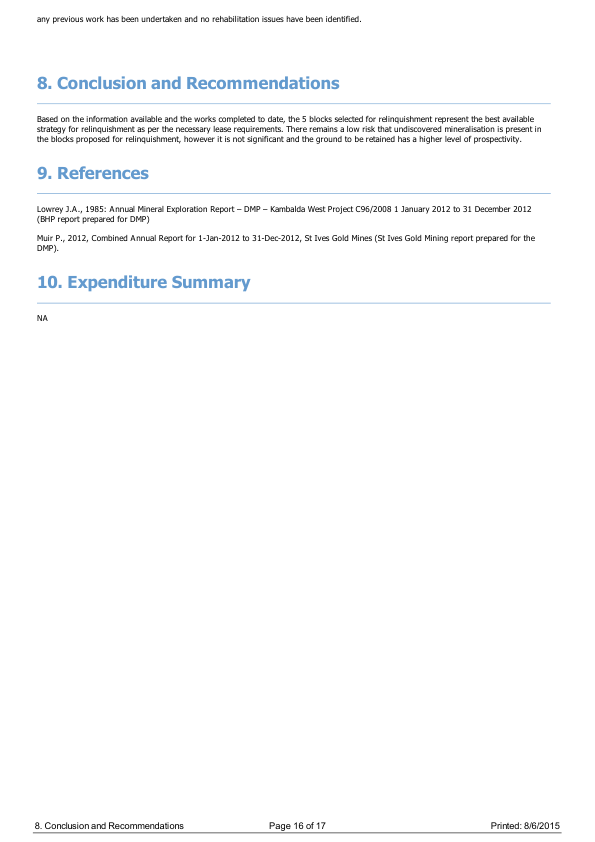 any previous work has been undertaken and no rehabilitation issues have been identified.
8. Conclusion and Recommendations
Based on the information available and the works completed to date, the 5 blocks selected for relinquishment represent the best available
strategy for relinquishment as per the necessary lease requirements. There remains a low risk that undiscovered mineralisation is present in
the blocks proposed for relinquishment, however it is not significant and the ground to be retained has a higher level of prospectivity.
9. References
Lowrey J.A., 1985: Annual Mineral Exploration Report – DMP – Kambalda West Project C96/2008 1 January 2012 to 31 December 2012
(BHP report prepared for DMP)
Muir P., 2012, Combined Annual Report for 1-Jan-2012 to 31-Dec-2012, St Ives Gold Mines (St Ives Gold Mining report prepared for the
DMP).
10. Expenditure Summary
NA
8. Conclusion and Recommendations Page 16 of 17 Printed: 8/6/2015